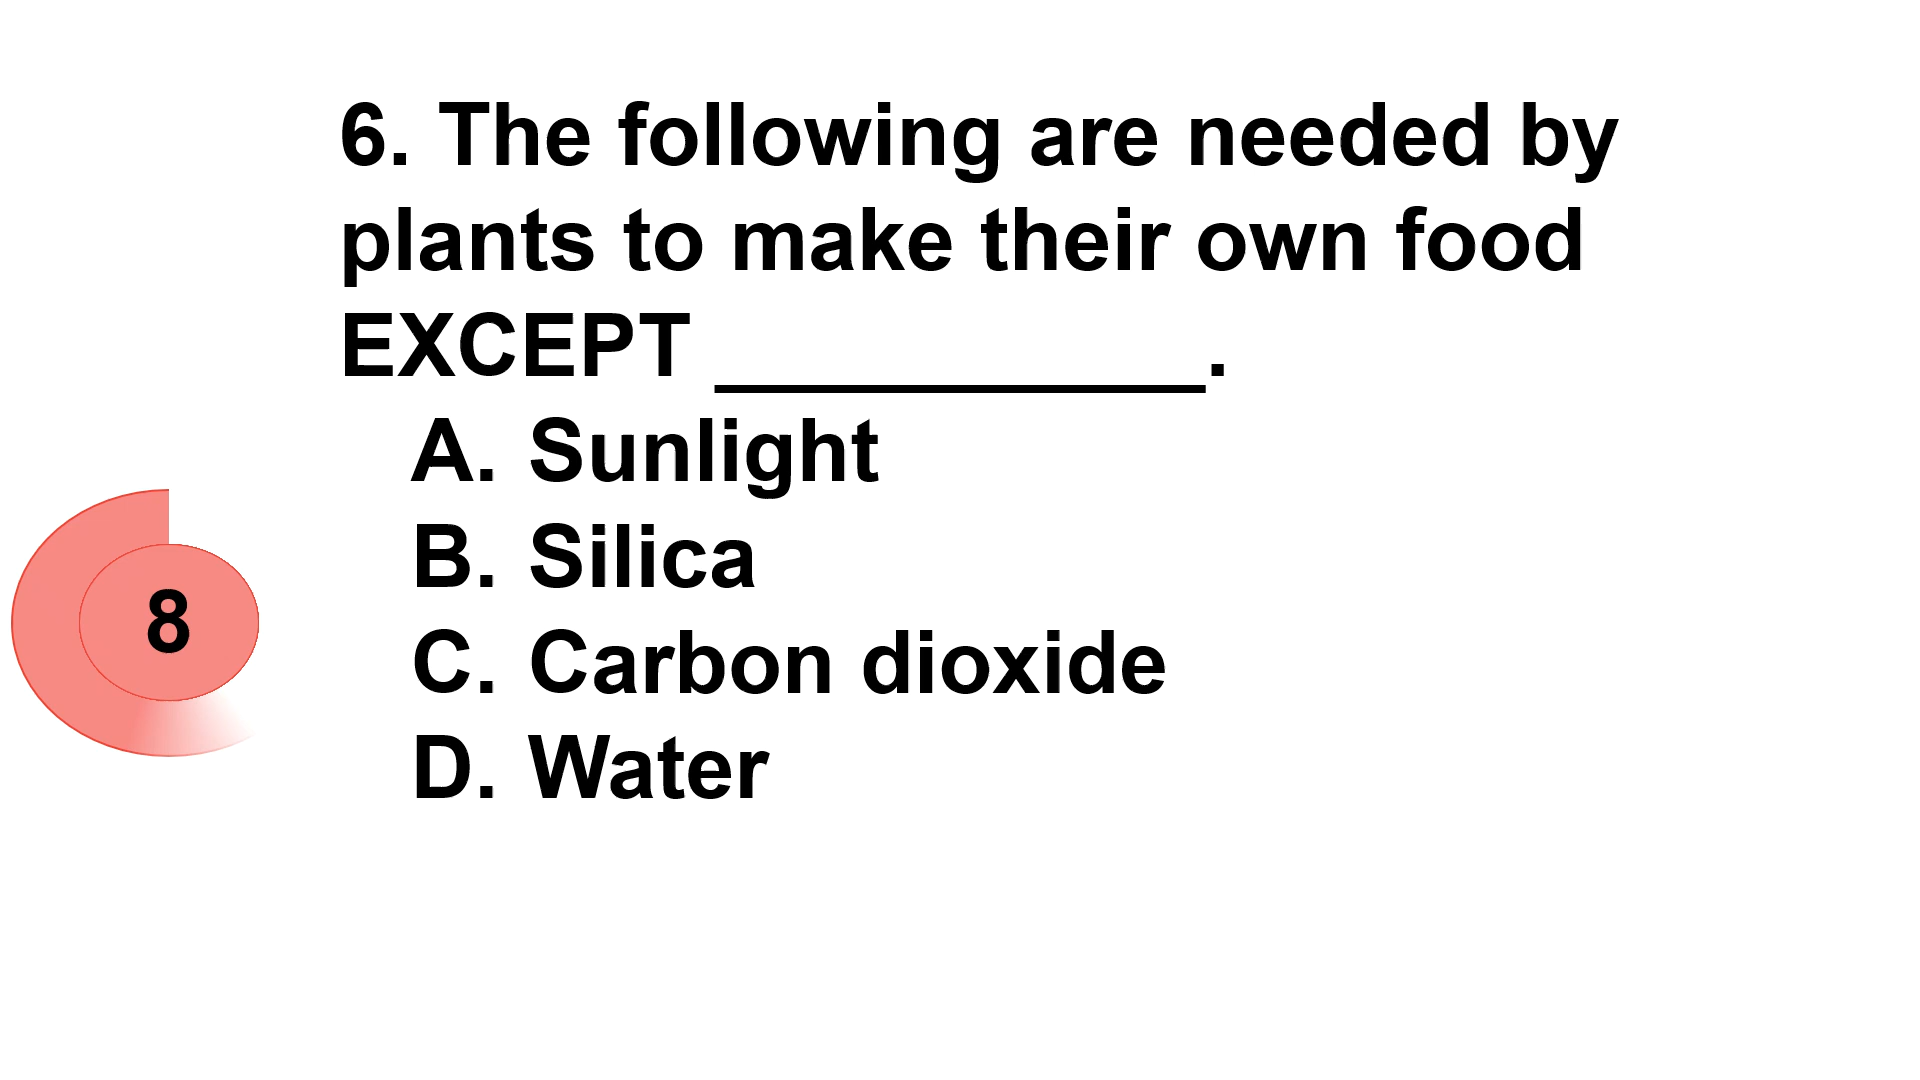 6. The following are needed by
plants to make their own food
EXCEPT ___________.
A. Sunlight
B. Silica
C. Carbon dioxide
D. Water
8